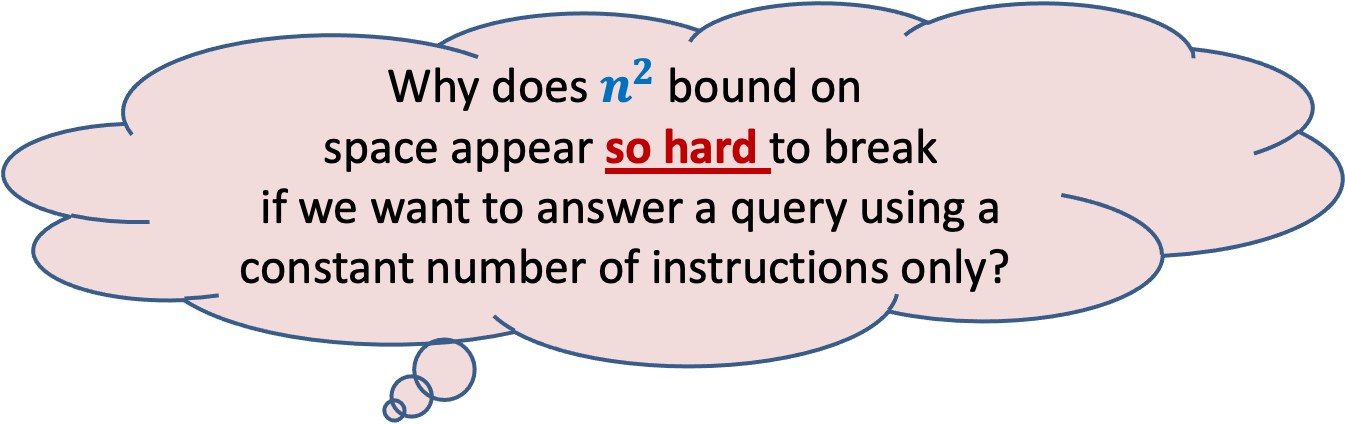 Why does n² bound on
space appear so hard to break
if we want to answer a query using a
constant number of instructions only?